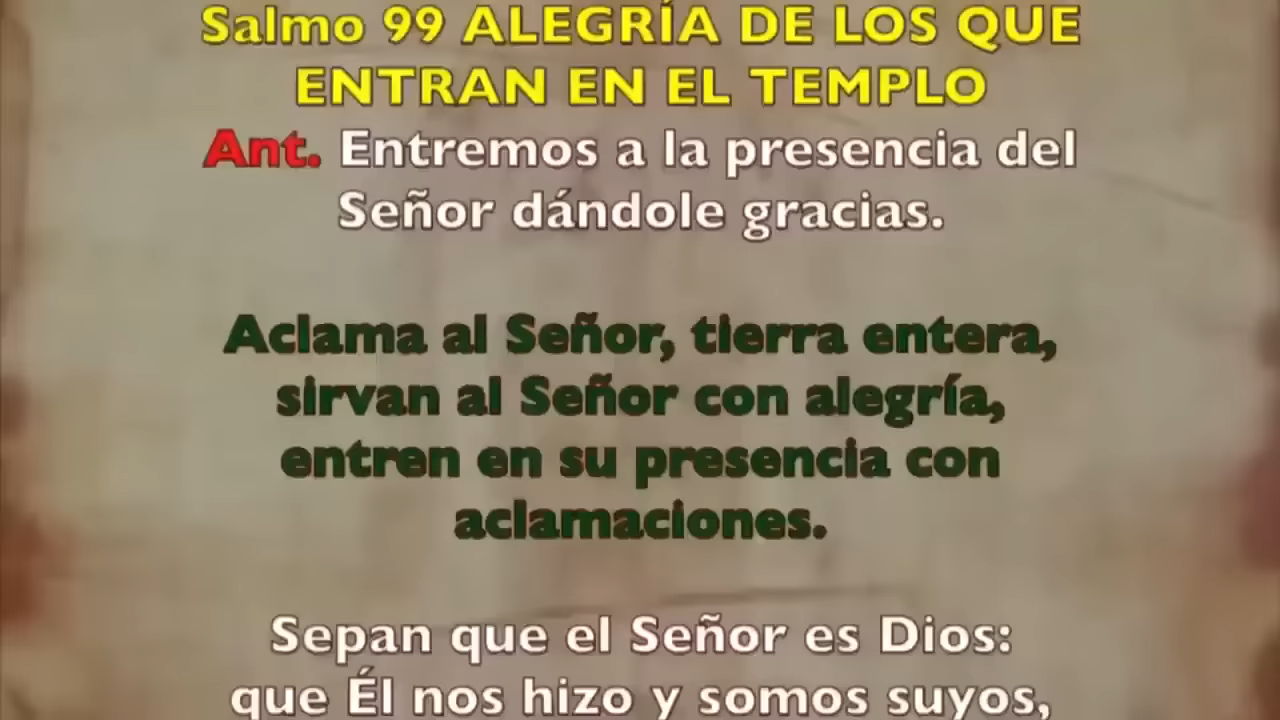 Salmo 99 ALEGRÍA DE LOS QUE
ENTRAN EN EL TEMPLO
Ant. Entremos a la presencia del
Señor dándole gracias.
Aclama al Señor, tierra entera,
sirvan al Señor con alegría,
entren en su presencia con
aclamaciones.
Sepan que el Señor es Dios:
que Él nos hizo y somos suyos,